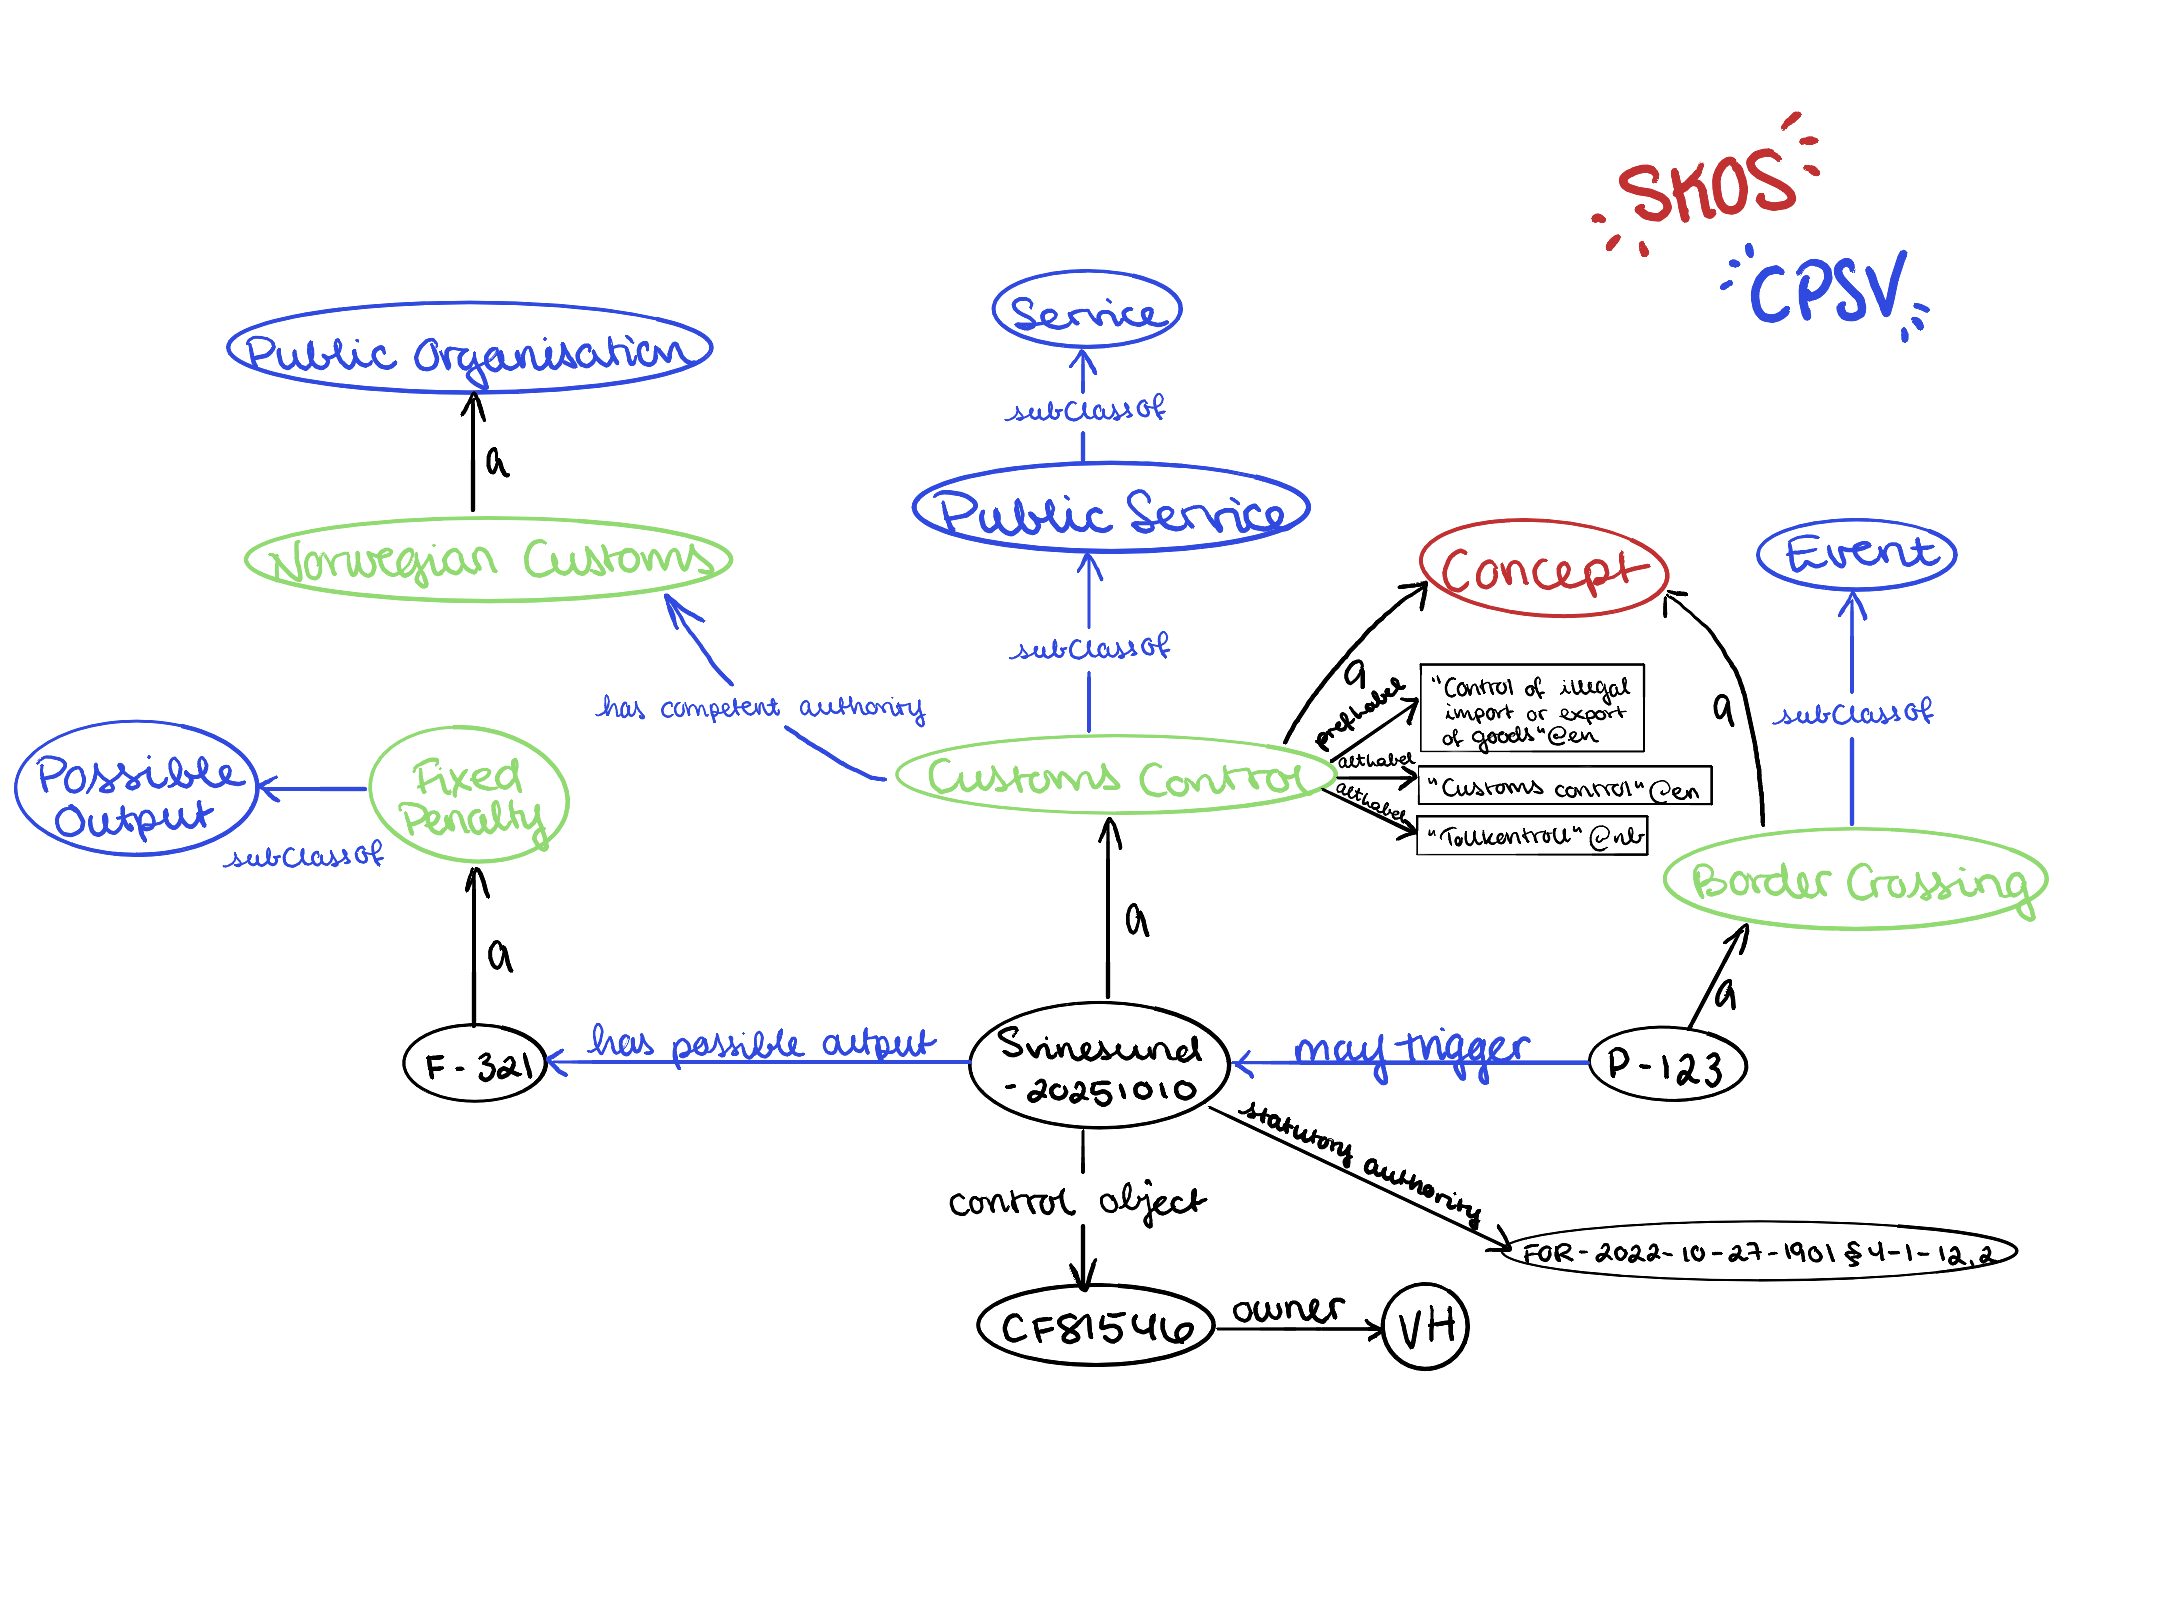 SKOS
CPSV
Service
Public Organisation
subClassOf
a
Public Service
Norwegian Customs
Concept
Event
subClassOf
has competent authority
a
prefLabel
"Control of illegal
import or export
of goods"@en
a
subClassOf
Possible
Output
Fixed
Penalty
subClassOf
Customs Control
altLabel
"Customs control"@en
altLabel
"Tollkontroll"@nb
Border Crossing
a
a
a
F-321
has possible output
Svinesund
-20251010
may trigger
P-123
statutory authority
control object
FOR-2022-10-27-1901 § 4-1-12,2
CF81546
owner
VH